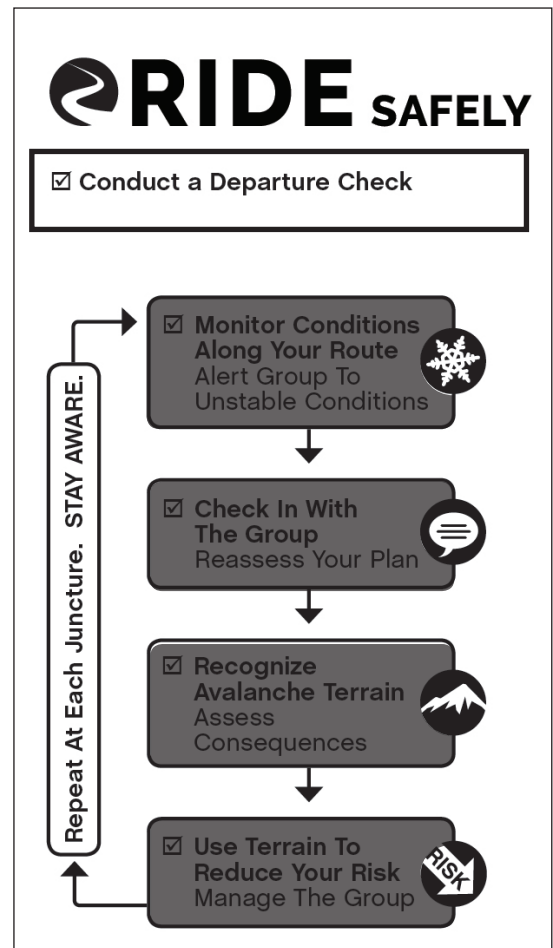 RIDE SAFELY
☑ Conduct a Departure Check
☑ Monitor Conditions
Along Your Route
Alert Group To
Unstable Conditions
☑ Check In With
The Group
Reassess Your Plan
☑ Recognize
Avalanche Terrain
Assess
Consequences
☑ Use Terrain To
Reduce Your Risk
Manage The Group
RISK
Repeat At Each Juncture. STAY AWARE.